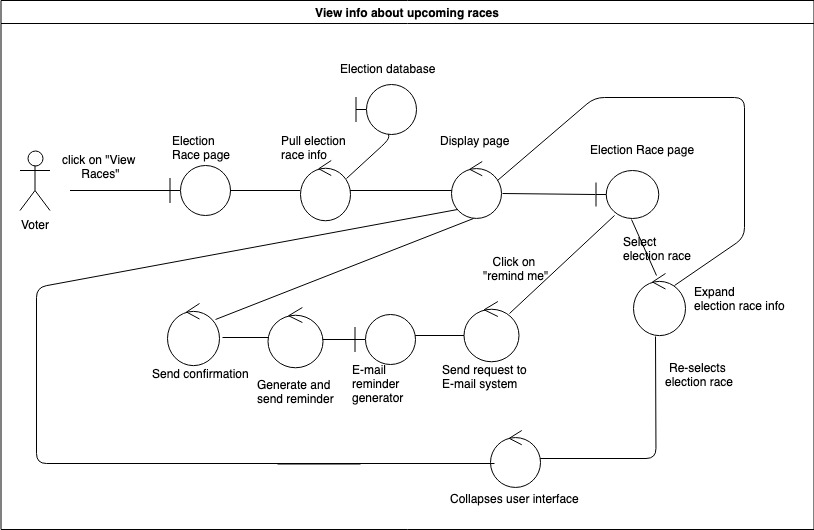 View info about upcoming races
Election database
click on "View
Races"
Election
Race page
Pull election
race info
Display page
Election Race page
Voter
Select
election race
Click on
"remind me"
Expand
election race info
Send confirmation
Generate and
send reminder
E-mail
reminder
generator
Send request to
E-mail system
Re-selects
election race
Collapses user interface